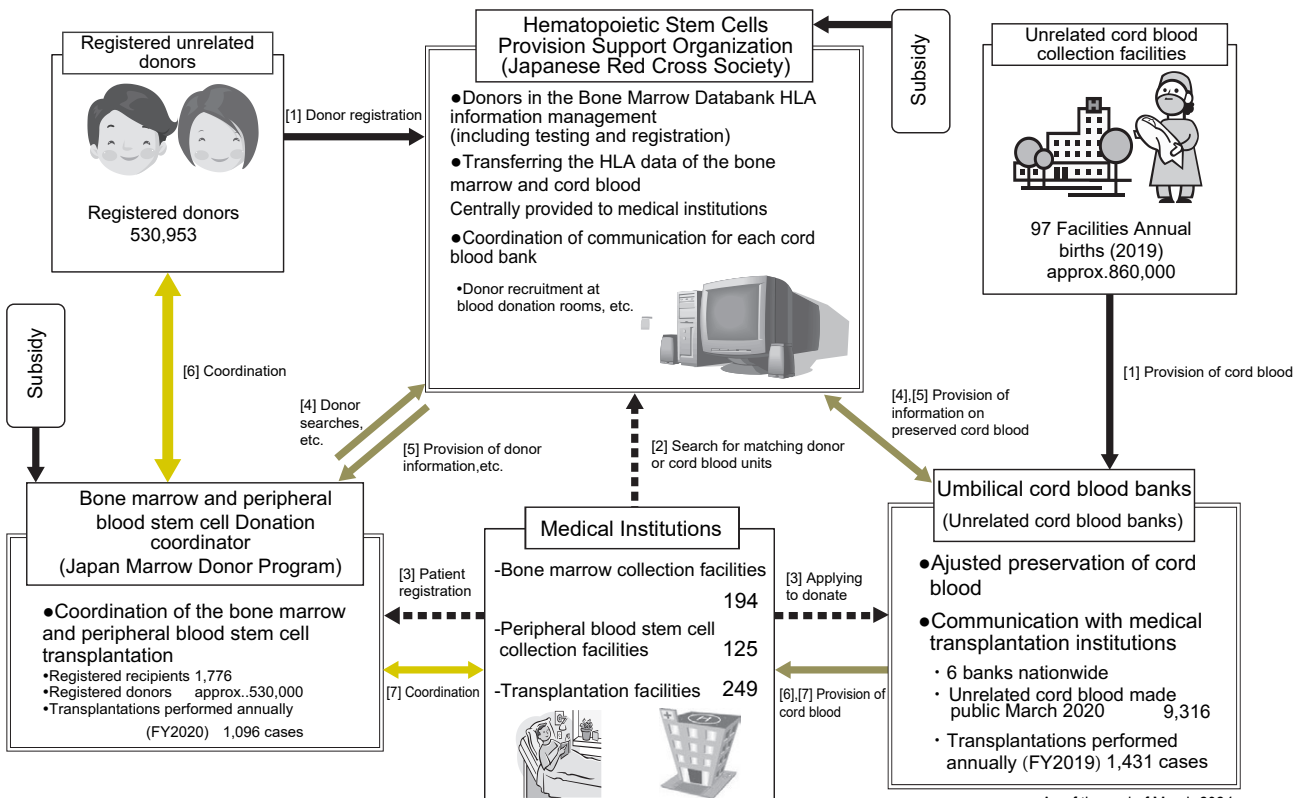 Registered unrelated
donors
Registered donors
530,953
[1] Donor registration
Hematopoietic Stem Cells
Provision Support Organization
(Japanese Red Cross Society)
●Donors in the Bone Marrow Databank HLA
information management
(including testing and registration)
●Transferring the HLA data of the bone
marrow and cord blood
Centrally provided to medical institutions
●Coordination of communication for each cord
blood bank
•Donor recruitment at
blood donation rooms, etc.
Subsidy
Unrelated cord blood
collection facilities
H
97 Facilities Annual
births (2019)
approx.860,000
Subsidy
[6] Coordination
[4] Donor
searches,
etc.
[5] Provision of donor
information,etc.
[2] Search for matching donor
or cord blood units
[4],[5] Provision of
information on
preserved cord blood
[1] Provision of cord blood
Bone marrow and peripheral
blood stem cell Donation
coordinator
(Japan Marrow Donor Program)
●Coordination of the bone marrow
and peripheral blood stem cell
transplantation
•Registered recipients 1,776
•Registered donors approx..530,000
•Transplantations performed annually
(FY2020) 1,096 cases
[3] Patient
registration
[7] Coordination
Medical Institutions
-Bone marrow collection facilities
194
-Peripheral blood stem cell
collection facilities 125
-Transplantation facilities 249
H
[3] Applying
to donate
[6],[7] Provision of
cord blood
Umbilical cord blood banks
(Unrelated cord blood banks)
●Ajusted preservation of cord
blood
●Communication with medical
transplantation institutions
・6 banks nationwide
・Unrelated cord blood made
public March 2020 9,316
・Transplantations performed
annually (FY2019) 1,431 cases